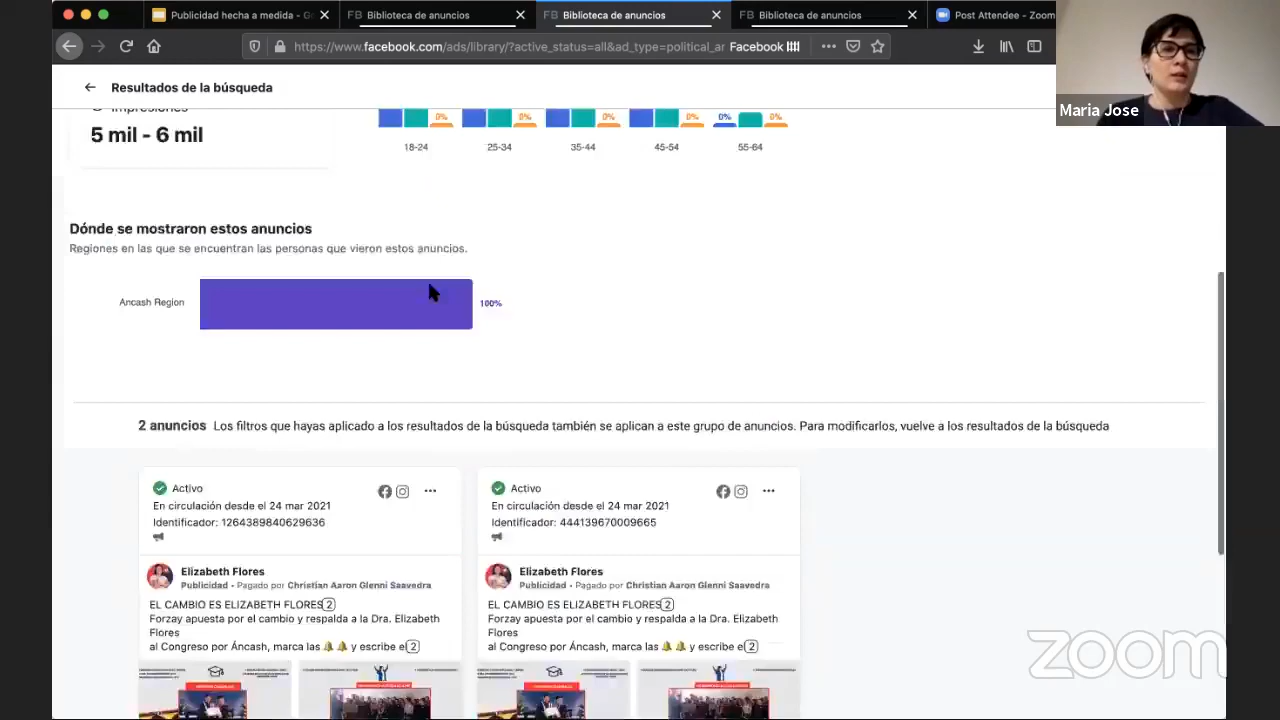 Publicidad hecha a medida - Go
Biblioteca de anuncios
Biblioteca de anuncios
Biblioteca de anuncios
Post Attendee - Zoom
https://www.facebook.com/ads/library/?active_status=all&ad_type=political_ar
Facebook
Maria Jose
Resultados de la búsqueda
Impresiones
5 mil - 6 mil
0% 0% 0% 0% 0% 0%
18-24 25-34 35-44 45-54 55-64
Dónde se mostraron estos anuncios
Regiones en las que se encuentran las personas que vieron estos anuncios.
Ancash Region 100%
2 anuncios Los filtros que hayas aplicado a los resultados de la búsqueda también se aplican a este grupo de anuncios. Para modificarlos, vuelve a los resultados de la búsqueda
Activo
En circulación desde el 24 mar 2021
Identificador: 1264389840629636
Elizabeth Flores
Publicidad • Pagado por Christian Aaron Glenni Saavedra
EL CAMBIO ES ELIZABETH FLORES 2
Forzay apuesta por el cambio y respalda a la Dra. Elizabeth
Flores
al Congreso por Áncash, marca las 🔔 🔔 y escribe el 2
Activo
En circulación desde el 24 mar 2021
Identificador: 444139670009665
Elizabeth Flores
Publicidad • Pagado por Christian Aaron Glenni Saavedra
EL CAMBIO ES ELIZABETH FLORES 2
Forzay apuesta por el cambio y respalda a la Dra. Elizabeth
Flores
al Congreso por Áncash, marca las 🔔 🔔 y escribe el 2
zoom